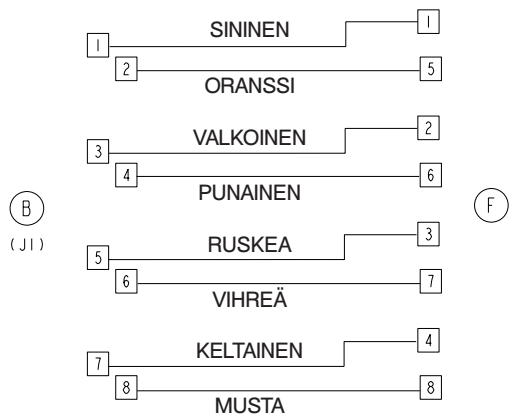 SININEN 1
1
2 5
ORANSSI
VALKOINEN 2
3
4 6
PUNAINEN
B F
(J1)
RUSKEA 3
5
6 7
VIHREÄ
KELTAINEN 4
7
8 8
MUSTA